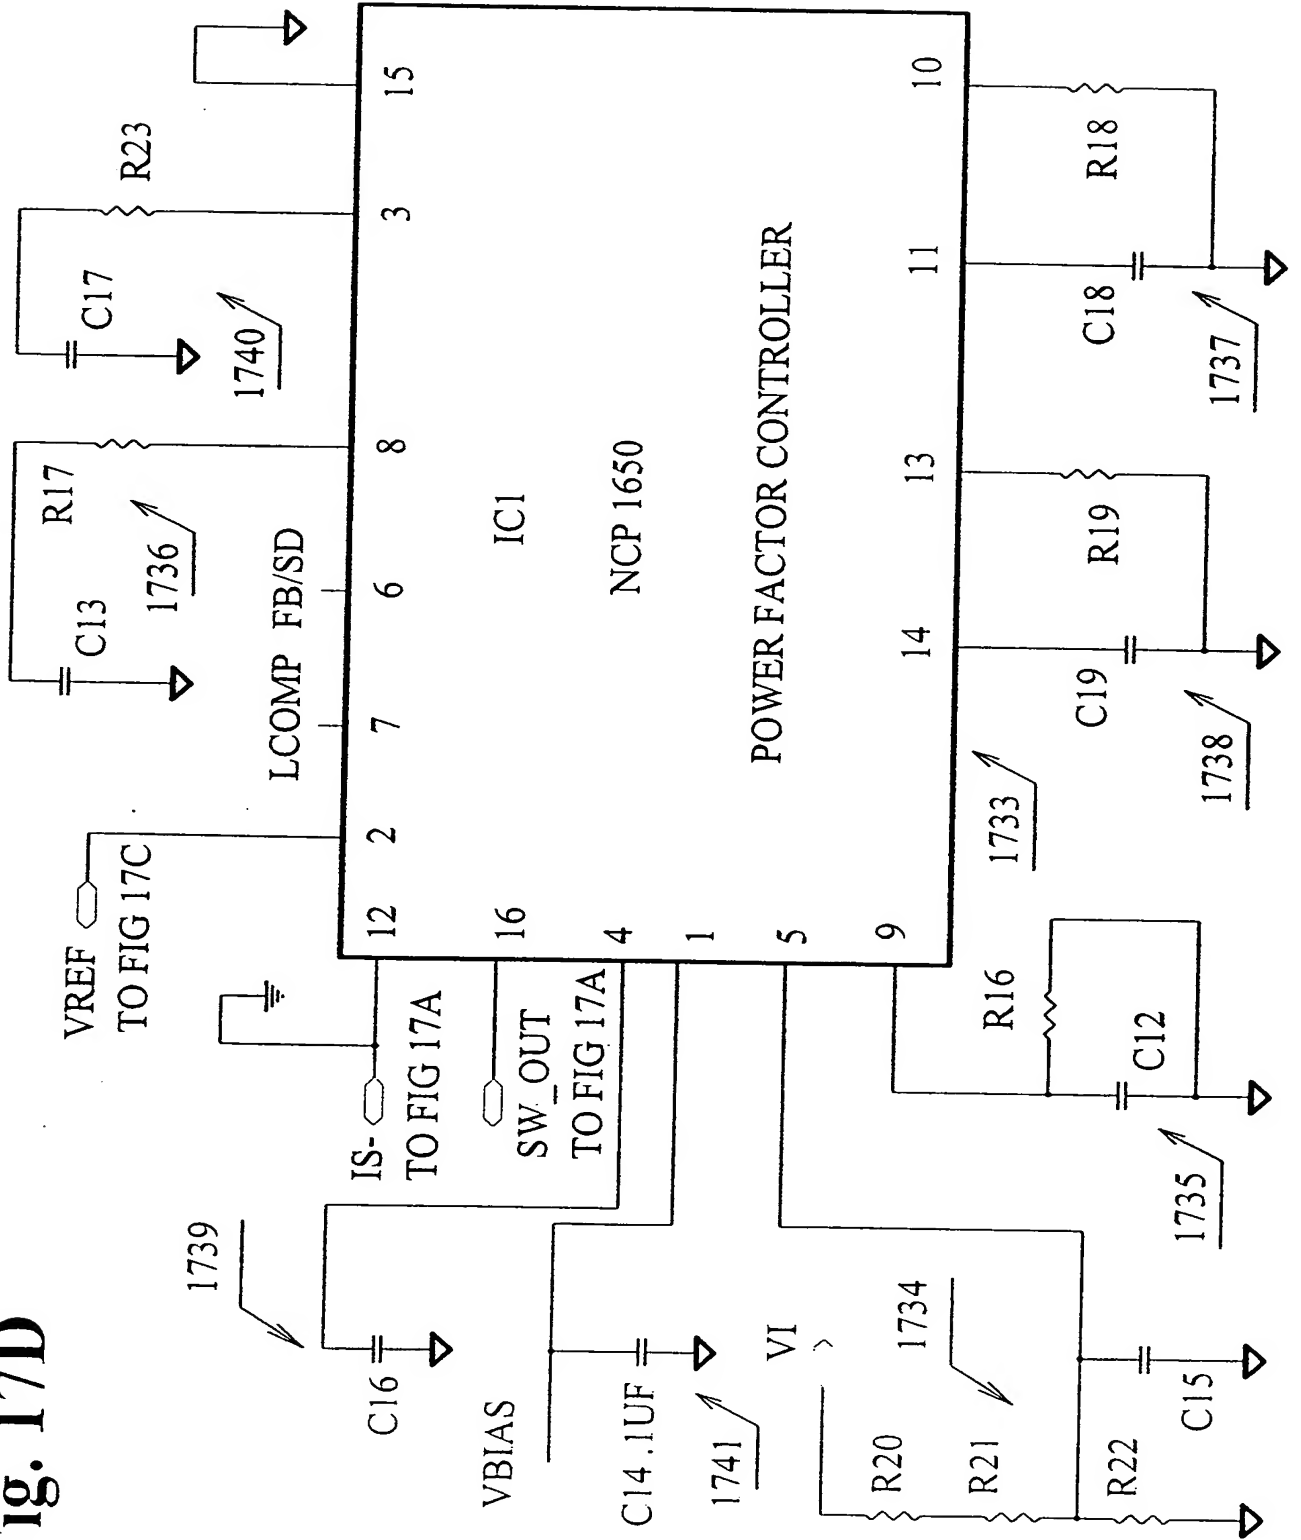 ig. 17D
VREF
TO FIG 17C
LCOMP
FB/SD
R17
C13
1736
C17
R23
1740
12
2
7
6
8
3
15
IS-
TO FIG 17A
16
SW_OUT
TO FIG 17A
4
1
5
9
IC1
NCP 1650
POWER FACTOR CONTROLLER
14
13
11
10
1739
C16
VBIAS
C14 .1UF
1741
VI
1734
R20
R21
R22
C15
R16
C12
1735
1733
C19
R19
1738
C18
R18
1737